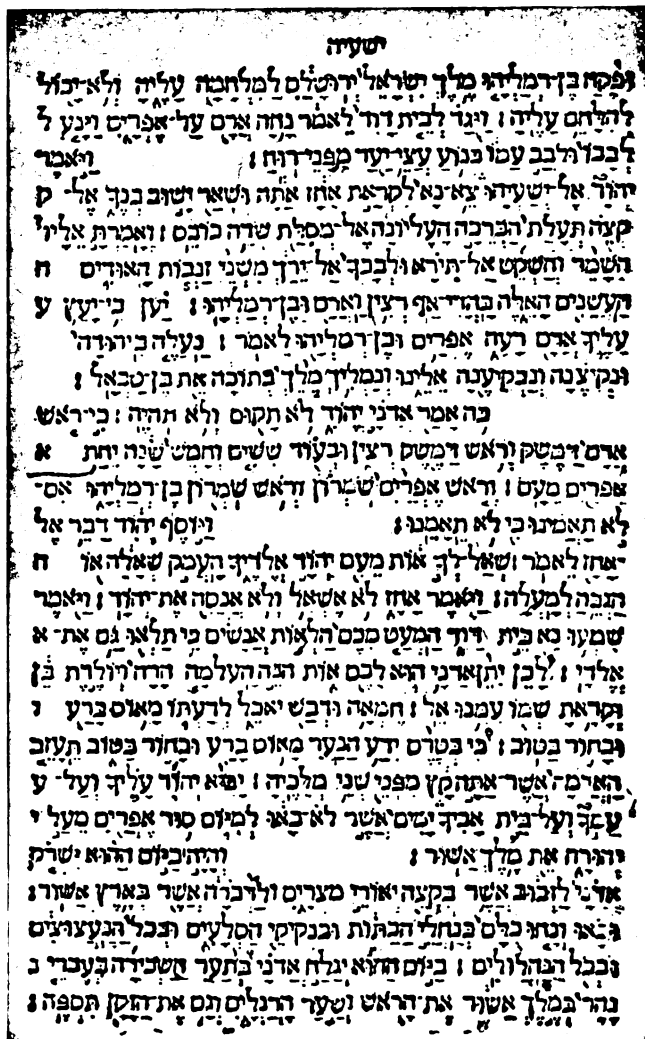 ישעיה
ופקח בן־רמליהו מלך ישראל ירושלם למלחמה עליה ולא־יכול
להלחם עליה : ויגד לבית דוד לאמר נחה ארם על־אפרים וינע ל
לבבו ולבב עמו כנוע עצי־יער מפני־רוח : ויאמר
יהוד אל־ישעיהו צא־נא לקראת אחז אתה ושאר ישוב בנך אל־ ק
קצה תעלת הברכה העליונה אל־מסלת שדה כובס : ואמרת אליו
השמר והשקט אל־תירא ולבבך אל־ירך משני זנבות האודים ה
העשנים האלה בחרי־אף רצין וארם ובן־רמליהו : יען כי־יעץ ע
עליך ארם רעה אפרים ובן־רמליהו לאמר : נעלה ביהודה
ונקיצנה ונבקיענה אלינו ונמליך מלך בתוכה את בן־טבאל :
כה אמר אדני יהוד לא תקום ולא תהיה : כי ראש
ארם דמשק וראש דמשק רצין ובעוד ששים וחמש שנה יחת א
אפרים מעם : וראש אפרים שמרון וראש שמרון בן־רמליהו אם־
לא תאמינו כי לא תאמנו : ויוסף יהוד דבר אל
־אחז לאמר : שאל־לך אות מעם יהוד אלדיך העמק שאלה או ה
הגבה למעלה : ויאמר אחז לא אשאל ולא אנסה את־יהוד : ויאמר
שמעו נא בית דוד המעט מכם הלאות אנשים כי תלאו גם את־א
אלדי : לכן יתן אדני הוא לכם אות הנה העלמה הרה ויולדת בן
וקראת שמו עמנו אל : חמאה ודבש יאכל לדעתו מאוס ברע ו
ובחור בטוב : כי בטרם ידע הנער מאוס ברע ובחור בטוב תעזב
האדמה אשר אתה קץ מפני שני מלכיה : יביא יהוד עליך ועל־ ע
עמך ועל־בית אביך ימים אשר לא־באו למיום סור אפרים מעל י
יהודה את מלך אשור : והיה ביום ההוא ישרק
אדני לזבוב אשר בקצה יאורי מצרים ולדברה אשר בארץ אשור :
ובאו ונחו כלם בנחלי הבתות ובנקיקי הסלעים ובכל הנעצוצים
ובכל הנהלולים : ביום ההוא יגלח אדני בתער השכירה בעברי נ
נהר במלך אשור את־הראש ושער הרגלים וגם את־הזקן תספה :